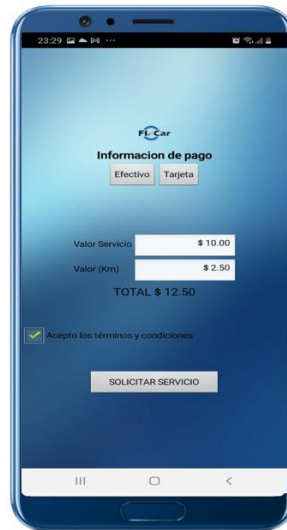 23:29
Fi-Car
Informacion de pago
Efectivo Tarjeta
Valor Servicio $ 10.00
Valor (Km) $ 2.50
TOTAL $ 12.50
Acepto los términos y condiciones
SOLICITAR SERVICIO